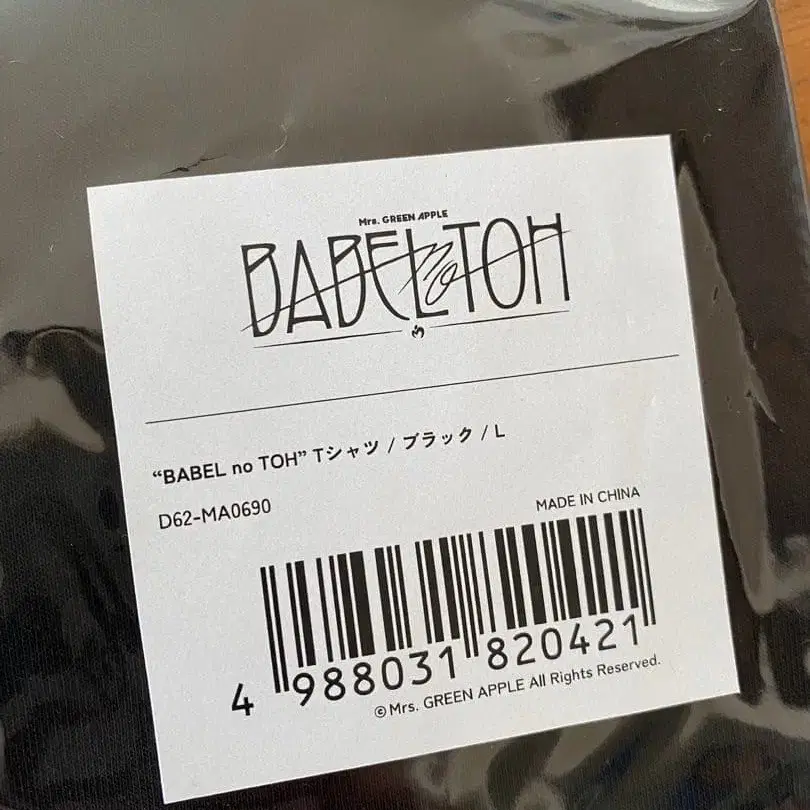 Mrs. GREEN APPLE
BABEL no TOH
“BABEL no TOH” Tシャツ / ブラック / L
D62-MA0690
MADE IN CHINA
4 988031 820421
©Mrs. GREEN APPLE All Rights Reserved.